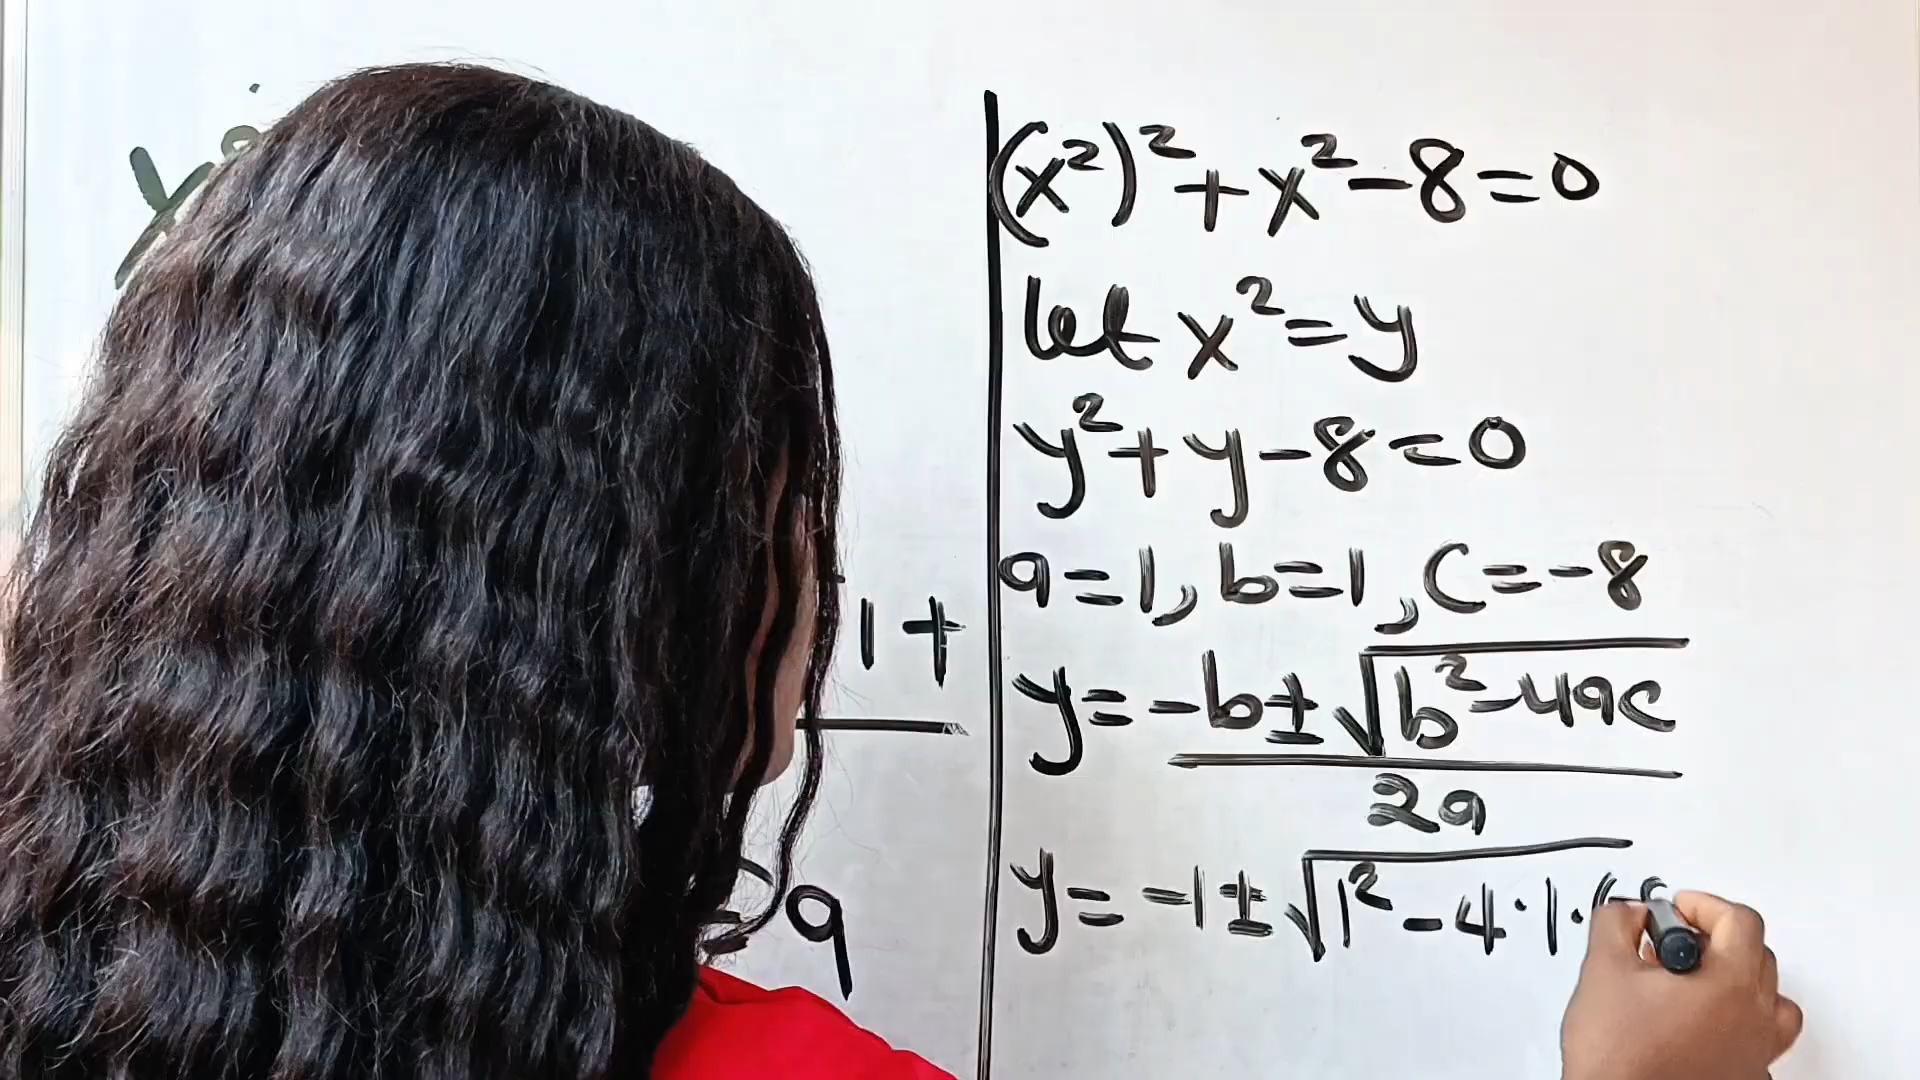 1+
= 9
(x²)² + x² - 8 = 0
let x² = y
y² + y - 8 = 0
a = 1, b = 1, c = -8
y = -b ± √b² - 4ac
2a
y = -1 ± √1² - 4 · 1 · (-